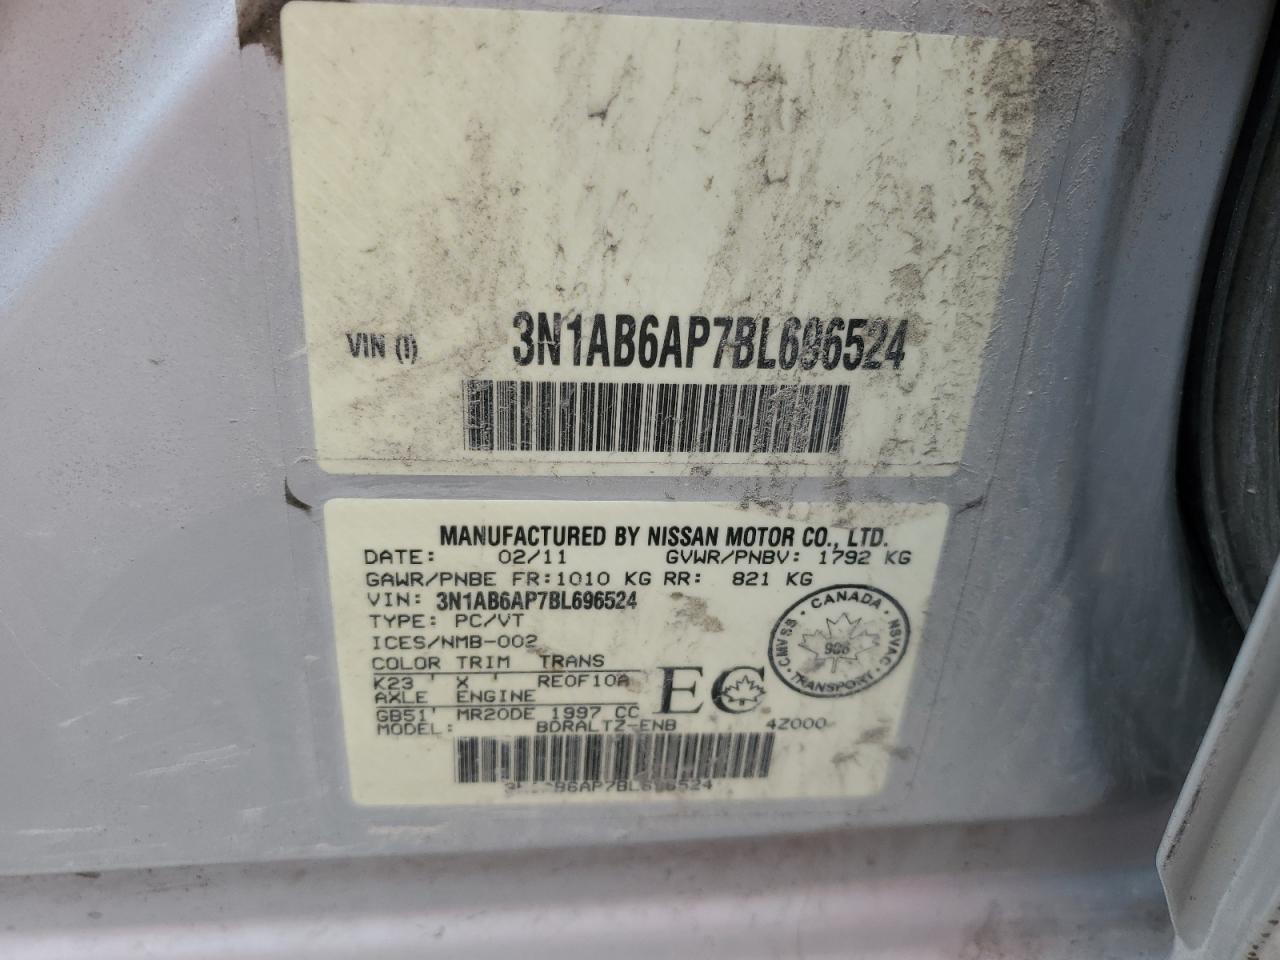 VIN (I) 3N1AB6AP7BL696524
MANUFACTURED BY NISSAN MOTOR CO., LTD.
DATE: 02/11 GVWR/PNBV: 1792 KG
GAWR/PNBE FR:1010 KG RR: 821 KG
VIN: 3N1AB6AP7BL696524
TYPE: PC/VT
ICES/NMB-002
COLOR TRIM TRANS
K23 ' X ' RE0F10A
AXLE ENGINE
GB51' MR20DE 1997 CC
MODEL: BDRALTZ-ENB 4Z000
B6AP7BL696524
EC
CANADA
CMVSS NSVAC
TRANSPORT